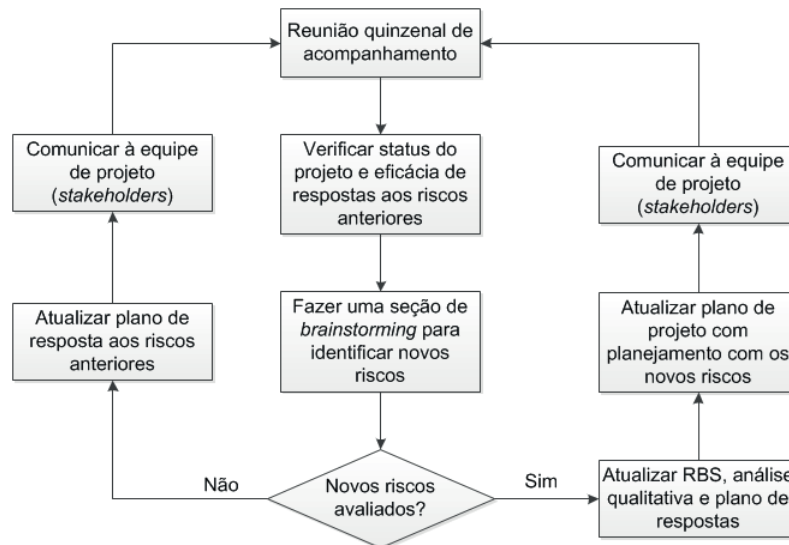 Reunião quinzenal de
acompanhamento
Comunicar à equipe
de projeto
(stakeholders)
Verificar status do
projeto e eficácia de
respostas aos riscos
anteriores
Comunicar à equipe
de projeto
(stakeholders)
Atualizar plano de
resposta aos riscos
anteriores
Fazer uma seção de
brainstorming para
identificar novos
riscos
Atualizar plano de
projeto com
planejamento com os
novos riscos
Não
Novos riscos
avaliados?
Sim
Atualizar RBS, análise
qualitativa e plano de
respostas